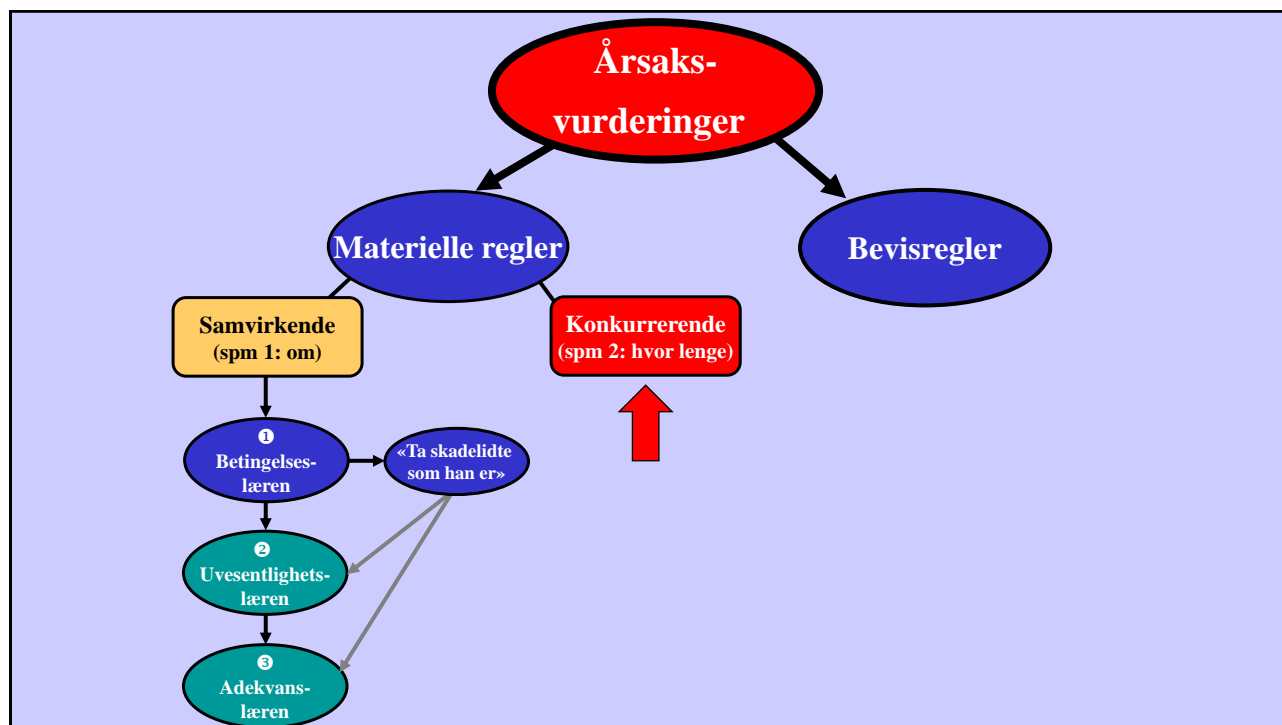 Årsaks-
vurderinger
Materielle regler
Bevisregler
Samvirkende
(spm 1: om)
Konkurrerende
(spm 2: hvor lenge)
❶
Betingelses-
læren
«Ta skadelidte
som han er»
❷
Uvesentlighets-
læren
❸
Adekvans-
læren